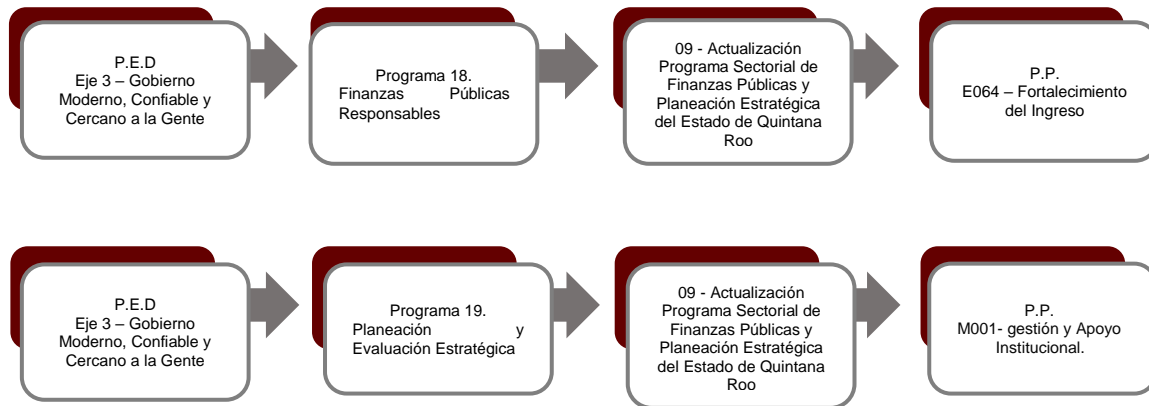 P.E.D
Eje 3 – Gobierno
Moderno, Confiable y
Cercano a la Gente
Programa 18.
Finanzas Públicas
Responsables
09 - Actualización
Programa Sectorial de
Finanzas Públicas y
Planeación Estratégica
del Estado de Quintana
Roo
P.P.
E064 – Fortalecimiento
del Ingreso
P.E.D
Eje 3 – Gobierno
Moderno, Confiable y
Cercano a la Gente
Programa 19.
Planeación y
Evaluación Estratégica
09 - Actualización
Programa Sectorial de
Finanzas Públicas y
Planeación Estratégica
del Estado de Quintana
Roo
P.P.
M001- gestión y Apoyo
Institucional.